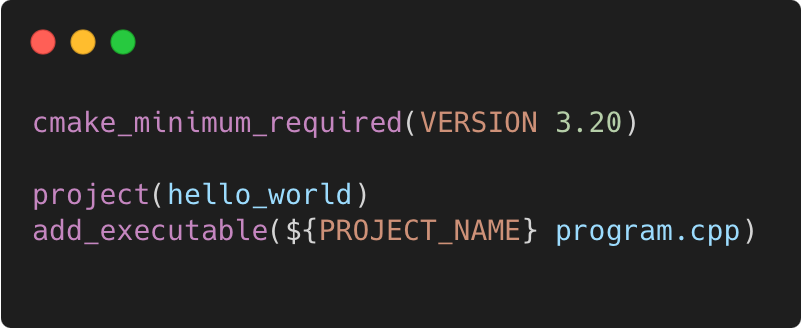 cmake_minimum_required(VERSION 3.20)
project(hello_world)
add_executable(${PROJECT_NAME} program.cpp)